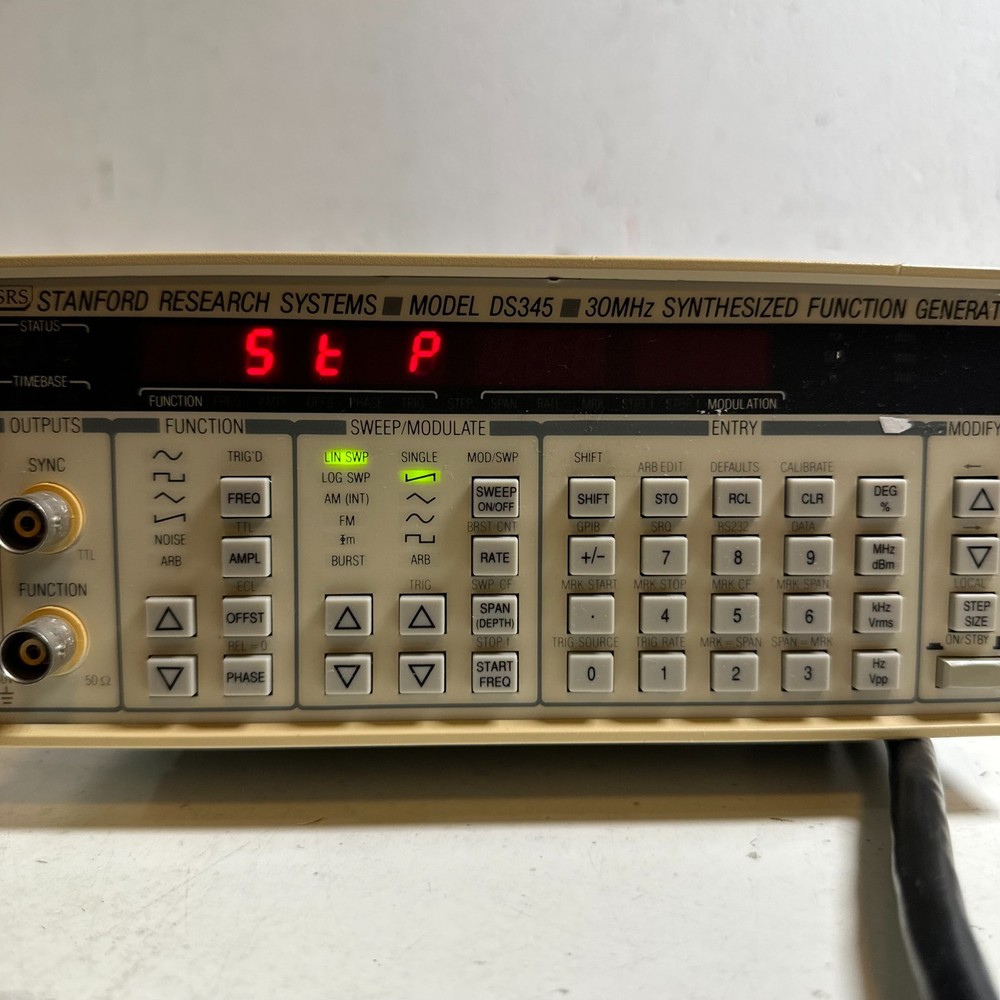 SRS STANFORD RESEARCH SYSTEMS MODEL DS345 30MHz SYNTHESIZED FUNCTION GENERAT
STATUS
St P
TIMEBASE
FUNCTION
MODULATION
OUTPUTS
SYNC
TTL
FUNCTION
50Ω
FUNCTION
NOISE
ARB
TRIG'D
FREQ
TTL
AMPL
ECL
OFFST
REL = 0
PHASE
SWEEP/MODULATE
LIN SWP
LOG SWP
AM (INT)
FM
Φm
BURST
SINGLE
ARB
TRIG
MOD/SWP
SWEEP
ON/OFF
BRST CNT
RATE
SWP CF
SPAN
(DEPTH)
STOP f
START
FREQ
ENTRY
SHIFT ARB EDIT DEFAULTS CALIBRATE
SHIFT STO RCL CLR DEG
%
GPIB SRQ RS232 DATA
+/− 7 8 9 MHz
dBm
MRK START MRK STOP MRK CF MRK SPAN
. 4 5 6 kHz
Vrms
TRIG SOURCE TRIG RATE MRK=SPAN SPAN=MRK
0 1 2 3 Hz
Vpp
MODIFY
LOCAL
STEP
SIZE
ON/STBY